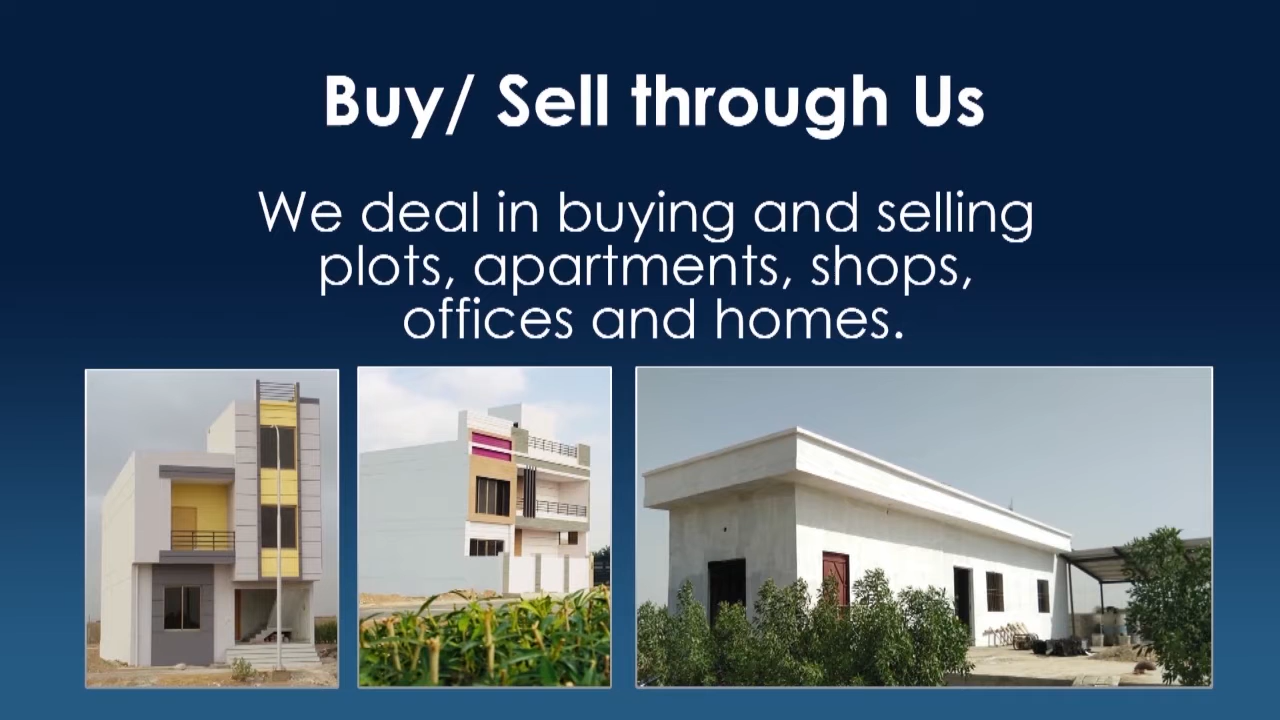 Buy/ Sell through Us
We deal in buying and selling
plots, apartments, shops,
offices and homes.